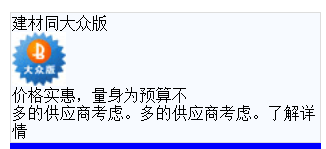 建材同大众版
B
大众版
价格实惠，量身为预算不
多的供应商考虑。多的供应商考虑。了解详
情